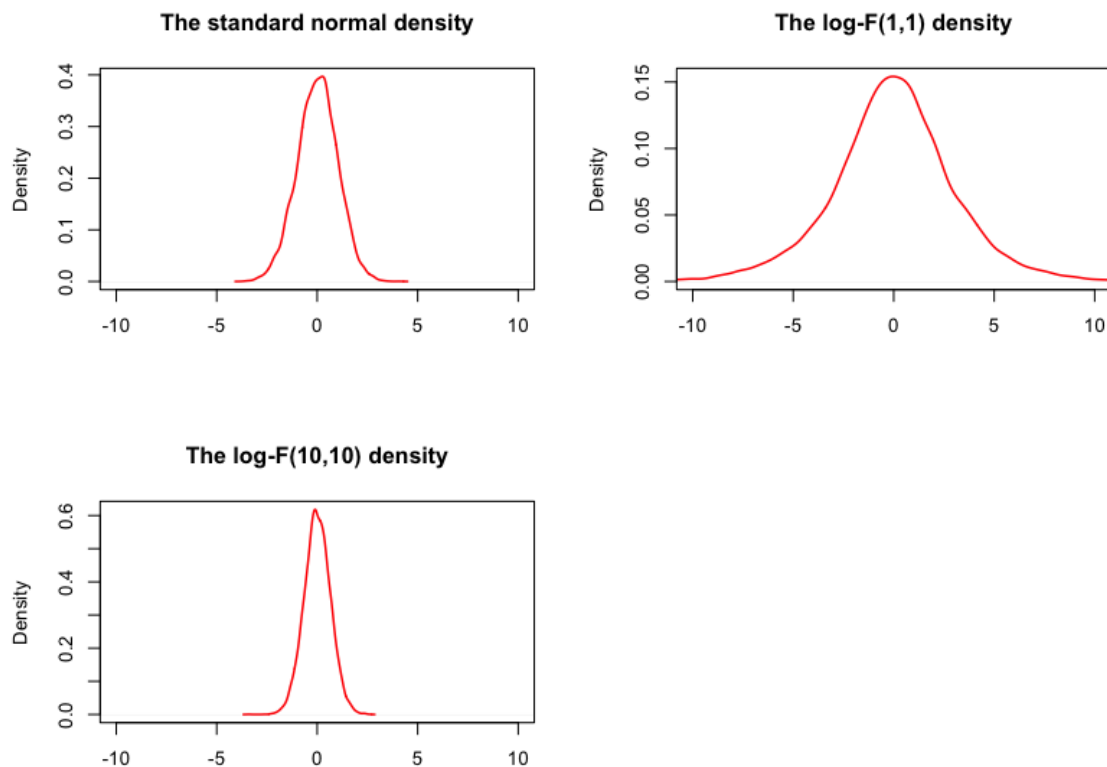 The standard normal density
Density
0.0 0.1 0.2 0.3 0.4
-10 -5 0 5 10
The log-F(1,1) density
Density
0.00 0.05 0.10 0.15
-10 -5 0 5 10
The log-F(10,10) density
Density
0.0 0.2 0.4 0.6
-10 -5 0 5 10